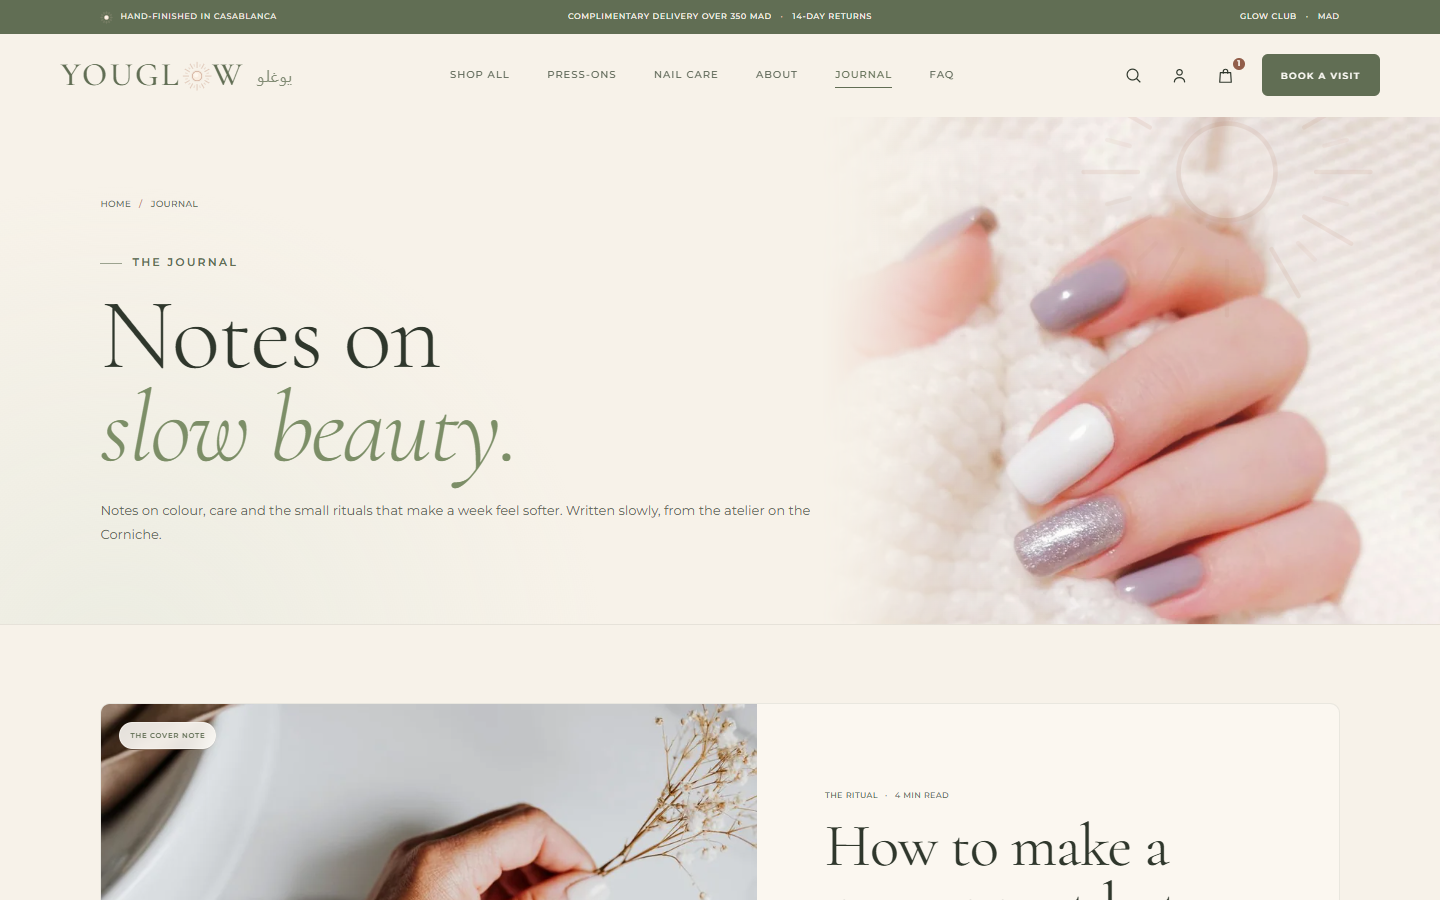 HAND-FINISHED IN CASABLANCA
COMPLIMENTARY DELIVERY OVER 350 MAD · 14-DAY RETURNS
GLOW CLUB · MAD
YOUGLOW يوغلو
SHOP ALL
PRESS-ONS
NAIL CARE
ABOUT
JOURNAL
FAQ
1
BOOK A VISIT
HOME / JOURNAL
THE JOURNAL
Notes on
slow beauty.
Notes on colour, care and the small rituals that make a week feel softer. Written slowly, from the atelier on the
Corniche.
THE COVER NOTE
THE RITUAL · 4 MIN READ
How to make a